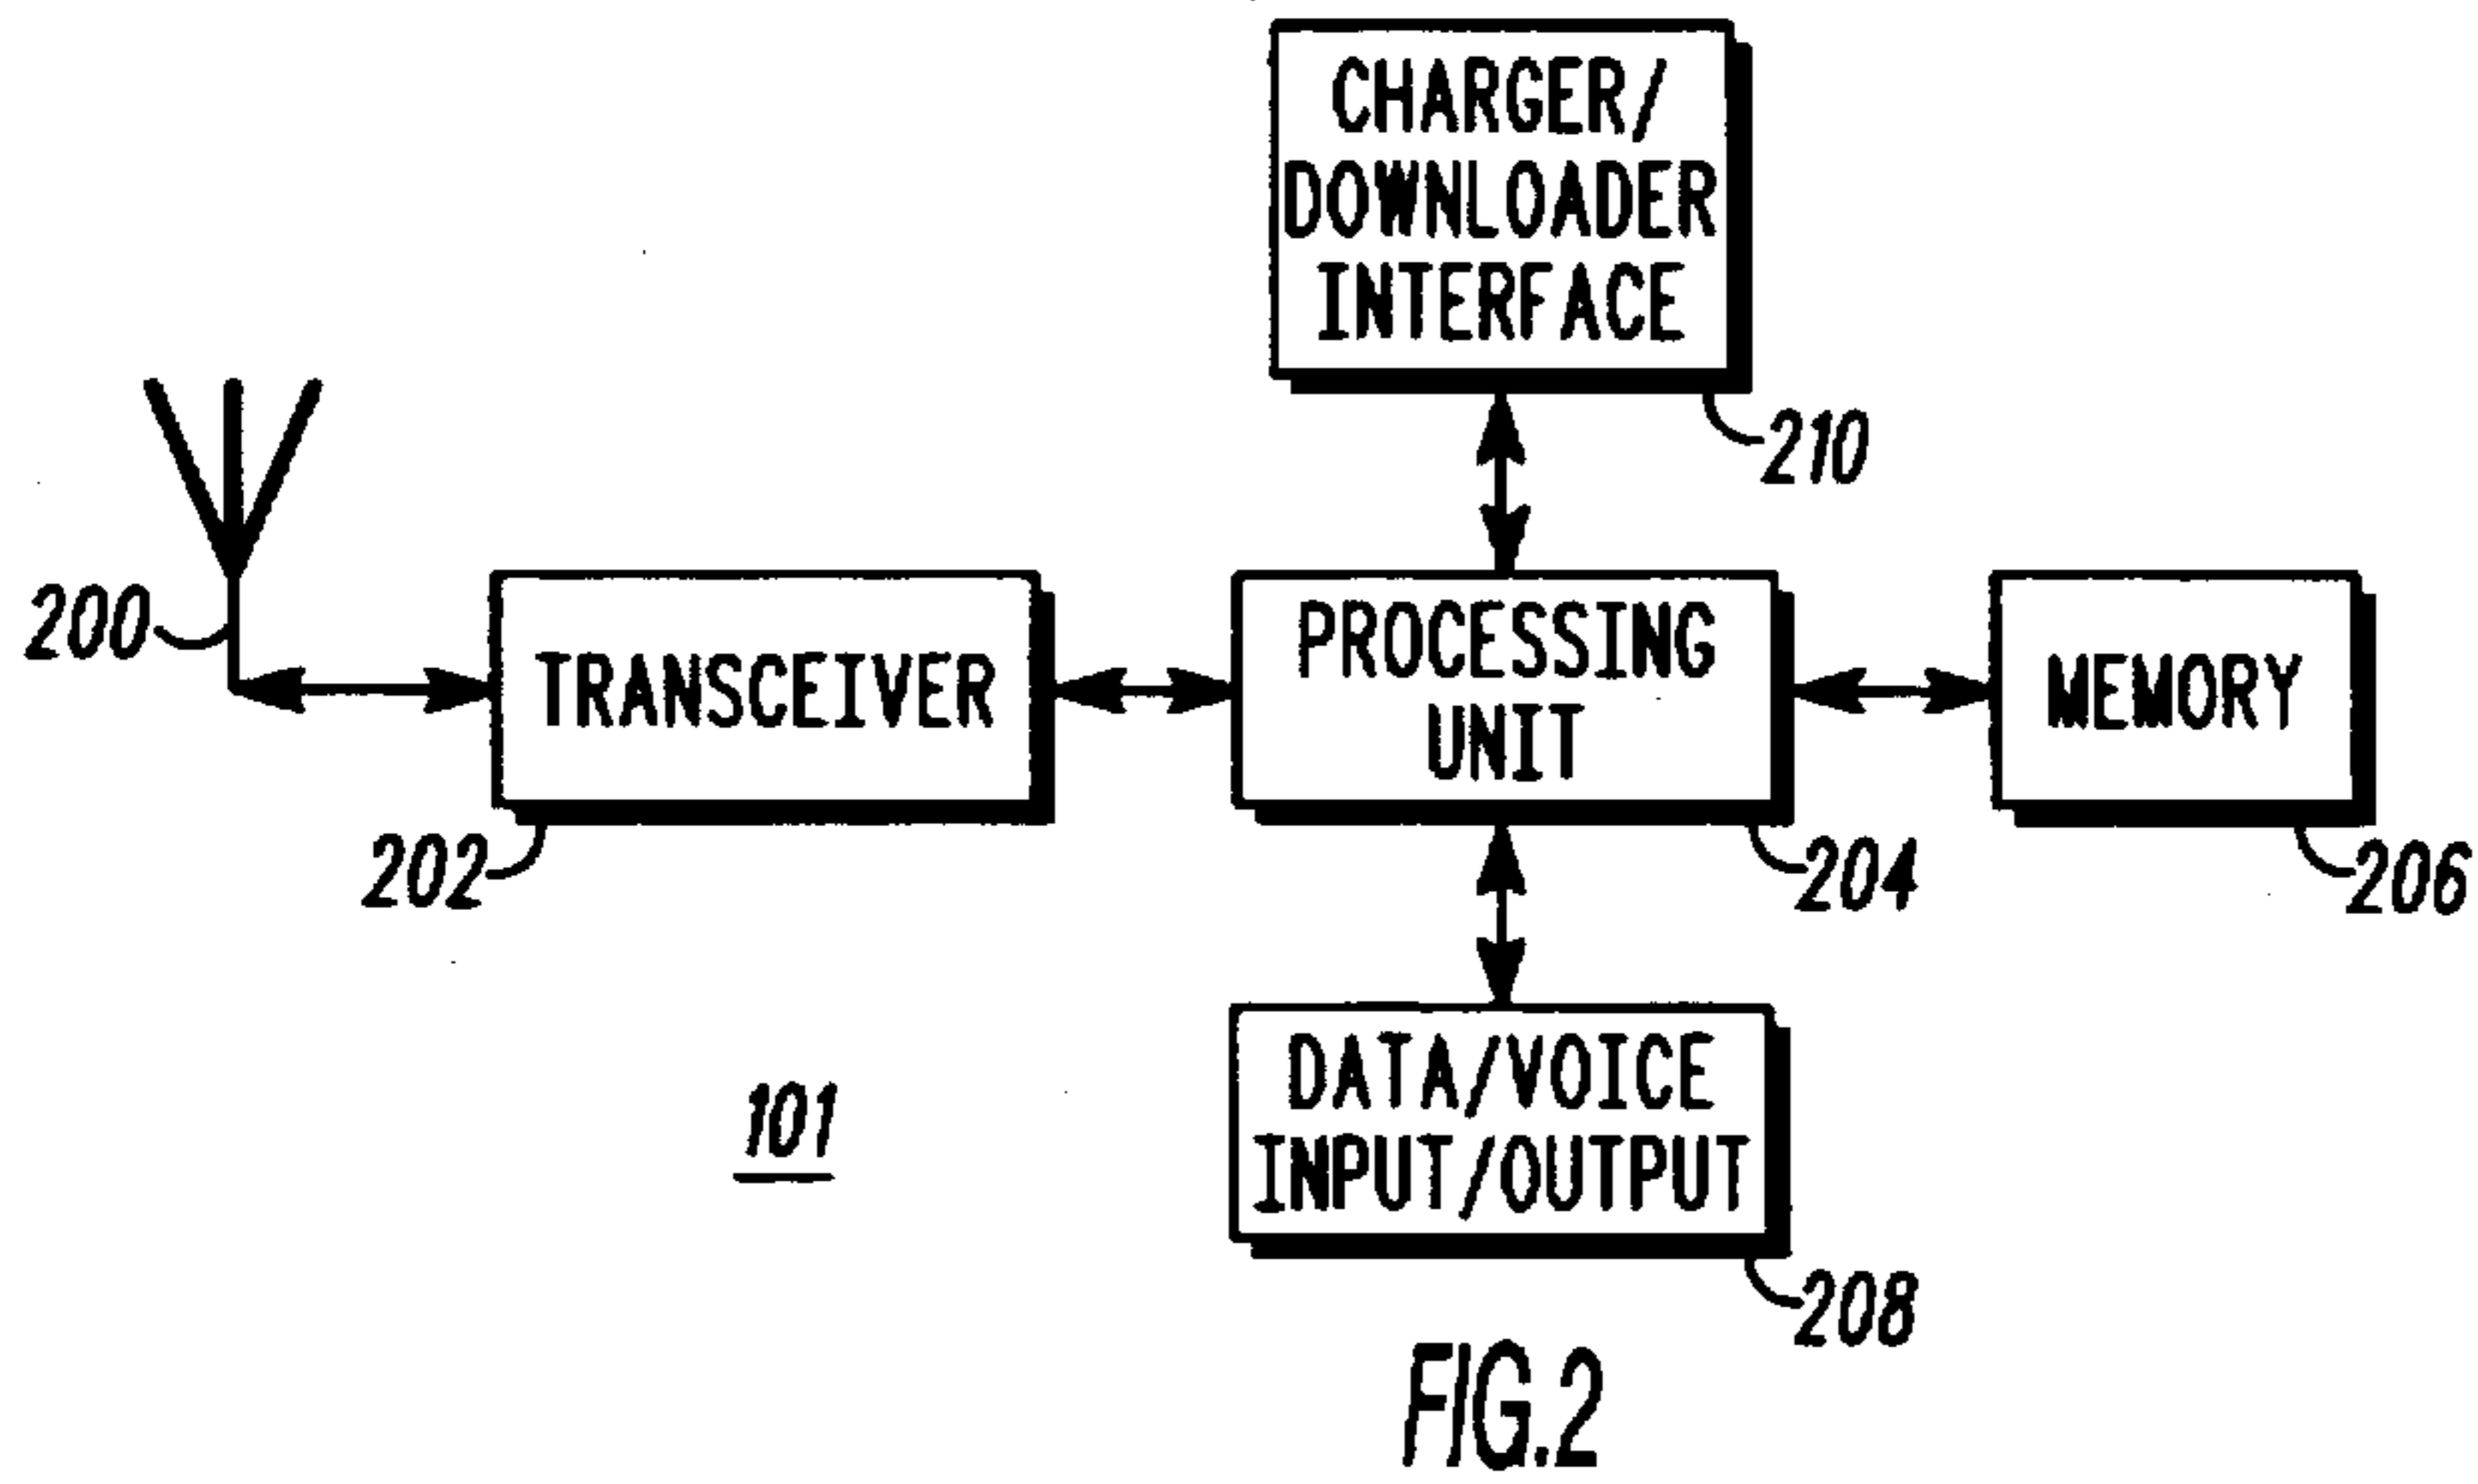 CHARGER/
DOWNLOADER
INTERFACE
210
200
TRANSCEIVER
202
PROCESSING
UNIT
204
MEMORY
206
DATA/VOICE
INPUT/OUTPUT
208
101
FIG.2